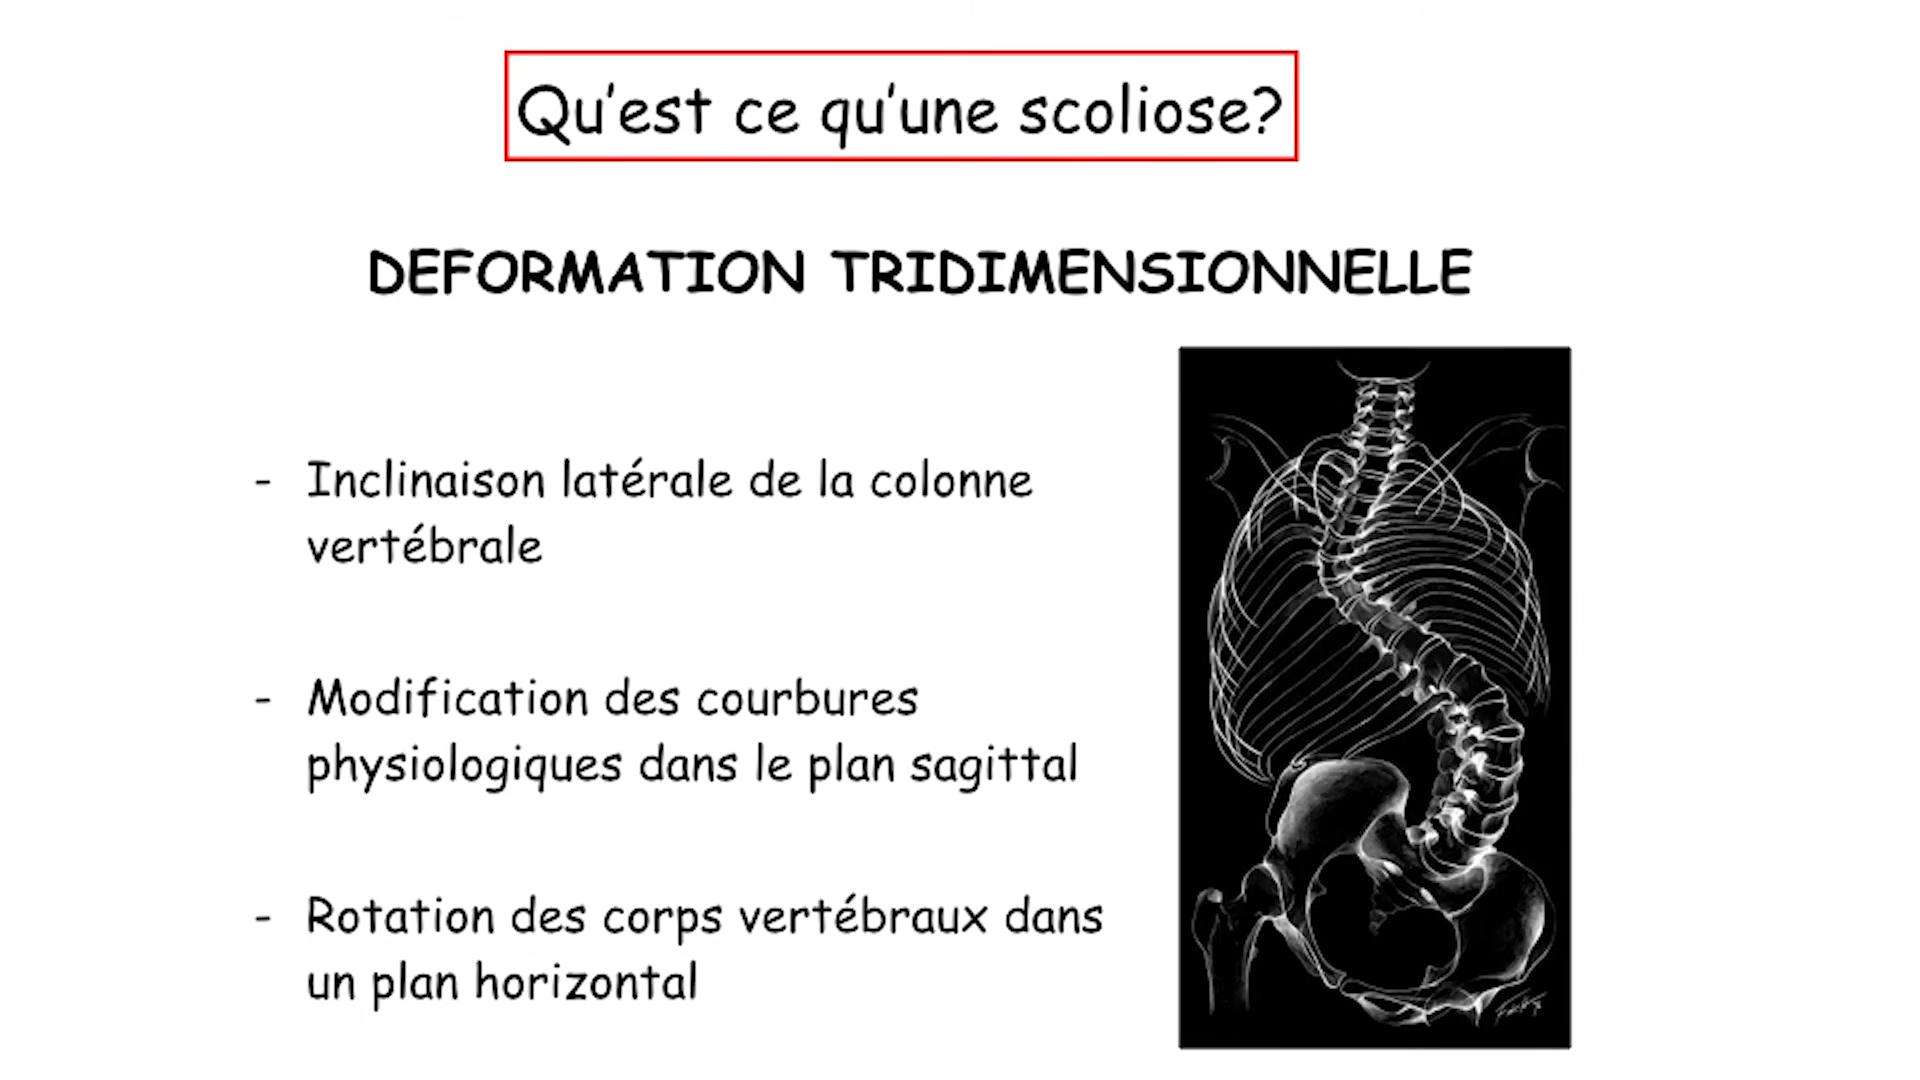 Qu'est ce qu'une scoliose?
DEFORMATION TRIDIMENSIONNELLE
- Inclinaison latérale de la colonne
vertébrale
- Modification des courbures
physiologiques dans le plan sagittal
- Rotation des corps vertébraux dans
un plan horizontal